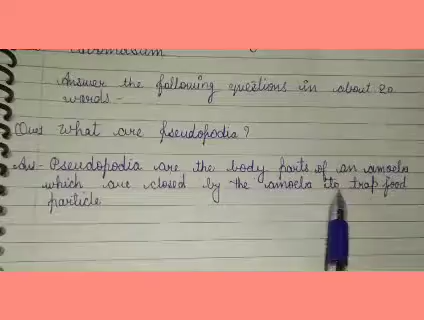 Answer the following questions in about 20
words -
Ques What are pseudopodia?
Ans - Pseudopodia are the body parts of an amoeba
which are closed by the amoeba to trap food
particle